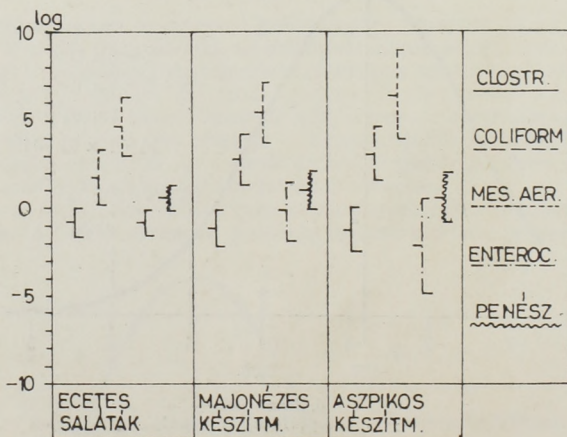 log
10
5
0
-5
-10
CLOSTR.
COLIFORM
MES. AER.
ENTEROC.
PENÉSZ
ECETES
SALÁTÁK
MAJONÉZES
KÉSZÍTM.
ASZPIKOS
KÉSZÍTM.